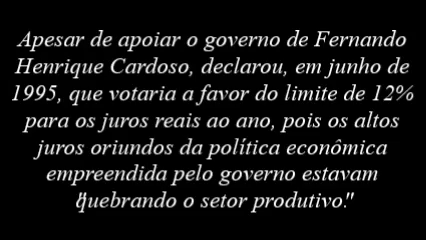 Apesar de apoiar o governo de Fernando
Henrique Cardoso, declarou, em junho de
1995, que votaria a favor do limite de 12%
para os juros reais ao ano, pois os altos
juros oriundos da política econômica
empreendida pelo governo estavam
"quebrando o setor produtivo."